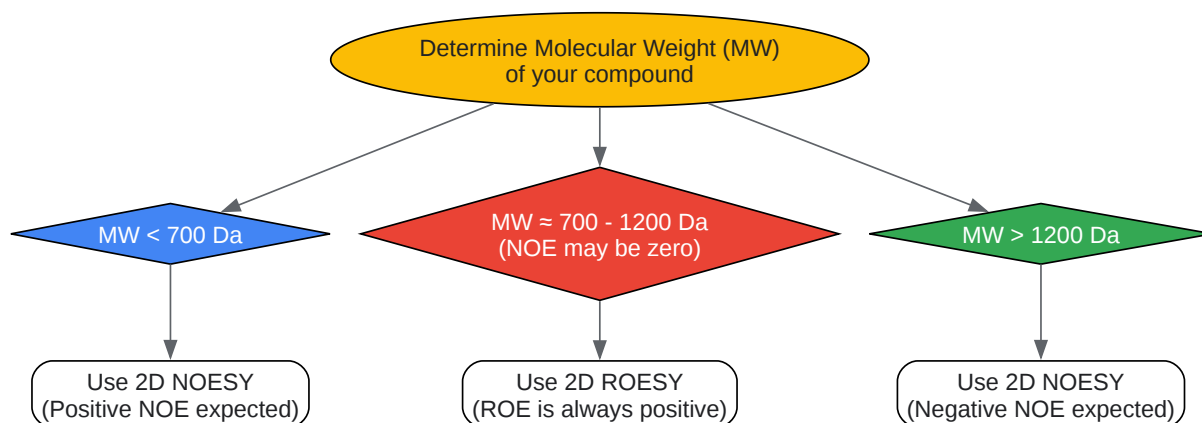 Determine Molecular Weight (MW)
of your compound
MW < 700 Da
MW ≈ 700 - 1200 Da
(NOE may be zero)
MW > 1200 Da
Use 2D NOESY
(Positive NOE expected)
Use 2D ROESY
(ROE is always positive)
Use 2D NOESY
(Negative NOE expected)